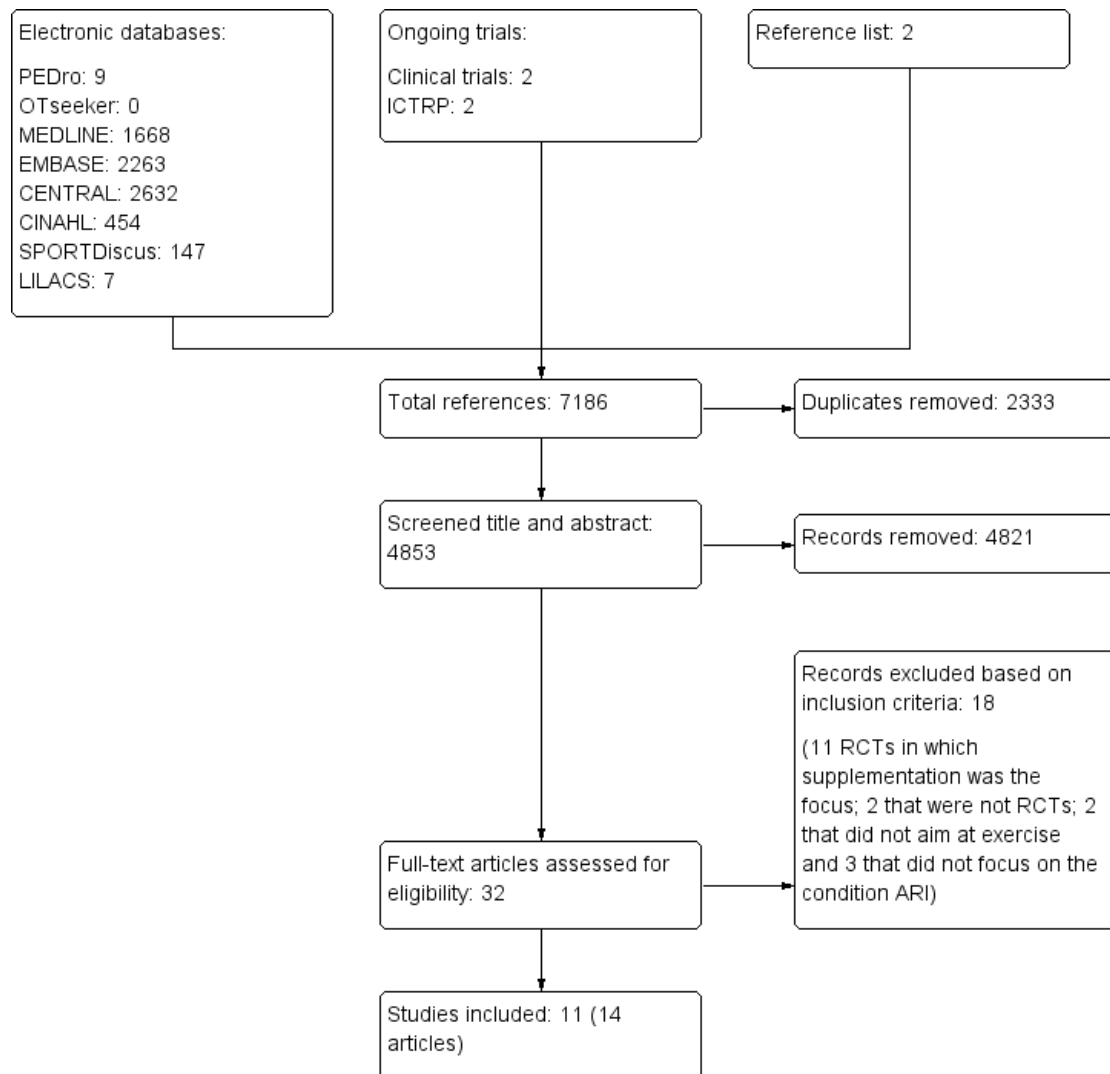 Electronic databases:
PEDro: 9
OTseeker: 0
MEDLINE: 1668
EMBASE: 2263
CENTRAL: 2632
CINAHL: 454
SPORTDiscus: 147
LILACS: 7
Ongoing trials:
Clinical trials: 2
ICTRP: 2
Reference list: 2
Total references: 7186
Duplicates removed: 2333
Screened title and abstract:
4853
Records removed: 4821
Records excluded based on
inclusion criteria: 18
(11 RCTs in which
supplementation was the
focus; 2 that were not RCTs; 2
that did not aim at exercise
and 3 that did not focus on the
condition ARI)
Full-text articles assessed for
eligibility: 32
Studies included: 11 (14
articles)